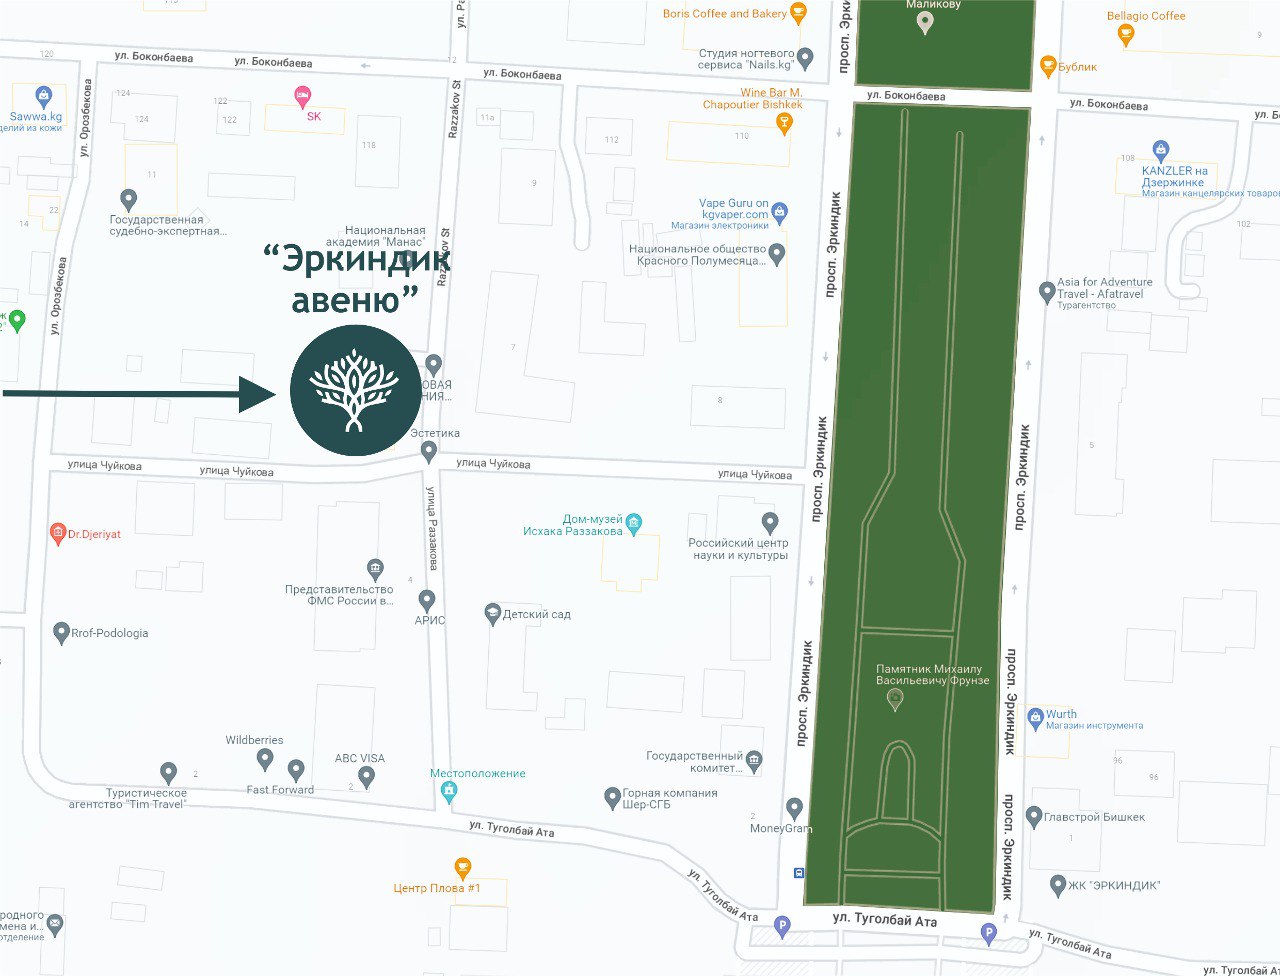 Маликову
Boris Coffee and Bakery
Bellagio Coffee
просп. Эрки
120
ул. Боконбаева
ул. Боконбаева
12
ул. Боконбаева
Студия ногтевого
сервиса "Nails.kg"
Бублик
9
Wine Bar M.
Chapoutier Bishkek
ул. Боконбаева
ул. Боконбаева
Sawwa.kg
делий из кожи
124
124
122
122
SK
118
Razzakov St
11a
112
110
ул. Орозбекова
11
9
108
KANZLER на
Дзержинке
Магазин канцелярских товаров
102
22
14
Государственная
судебно-экспертная...
Национальная
академия "Манас"
Razzakov St
Vape Guru on
kgvaper.com
Магазин электроники
Национальное общество
Красного Полумесяца...
просп. Эркиндик
“Эркиндик
авеню”
Asia for Adventure
Travel - Afatravel
Турагентство
ул. Орозбекова
7
8
5
ОВАЯ
НИЯ...
Эстетика
улица Чуйкова
улица Чуйкова
улица Чуйкова
улица Чуйкова
просп. Эркиндик
просп. Эркиндик
улица Раззакова
Dr.Djeriyat
Дом-музей
Исхака Раззакова
Российский центр
науки и культуры
Представительство
ФМС России в...
4
АРИС
Детский сад
Rrof-Podologia
Памятник Михаилу
Васильевичу Фрунзе
просп. Эркиндик
просп. Эркиндик
Wurth
Магазин инструмента
Wildberries
ABC VISA
Fast Forward
2
2
Туристическое
агентство "Tim Travel"
Местоположение
Государственный
комитет...
Горная компания
Шер-СГБ
96
96
2
MoneyGram
просп. Эркиндик
Главстрой Бишкек
1
ул. Туголбай Ата
Центр Плова #1
ул. Туголбай Ата
ЖК "ЭРКИНДИК"
родного
мена и...
отделение
P
ул. Туголбай Ата
P
ул. Туголбай Ата
ул. Туголбай Ата